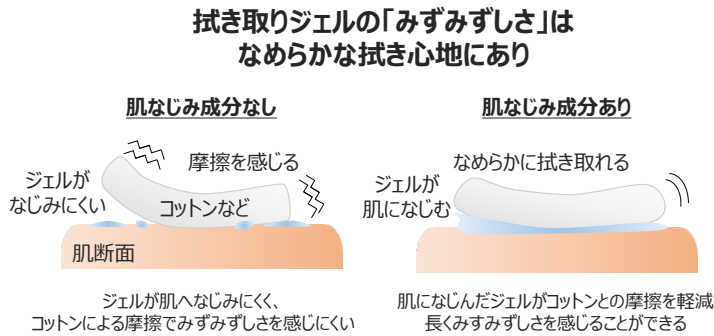 拭き取りジェルの「みずみずしさ」は
なめらかな拭き心地にあり
肌なじみ成分なし
摩擦を感じる
ジェルが
なじみにくい
コットンなど
肌断面
ジェルが肌へなじみにくく、
コットンによる摩擦でみずみずしさを感じにくい
肌なじみ成分あり
なめらかに拭き取れる
ジェルが
肌になじむ
肌になじんだジェルがコットンとの摩擦を軽減
長くみすみずしさを感じることができる